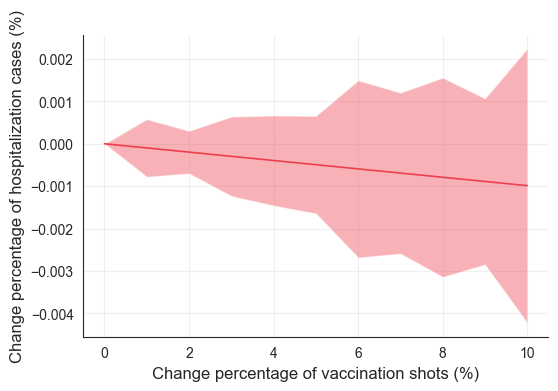 Change percentage of hospitalization cases (%)
0.002
0.001
0.000
−0.001
−0.002
−0.003
−0.004
0 2 4 6 8 10
Change percentage of vaccination shots (%)